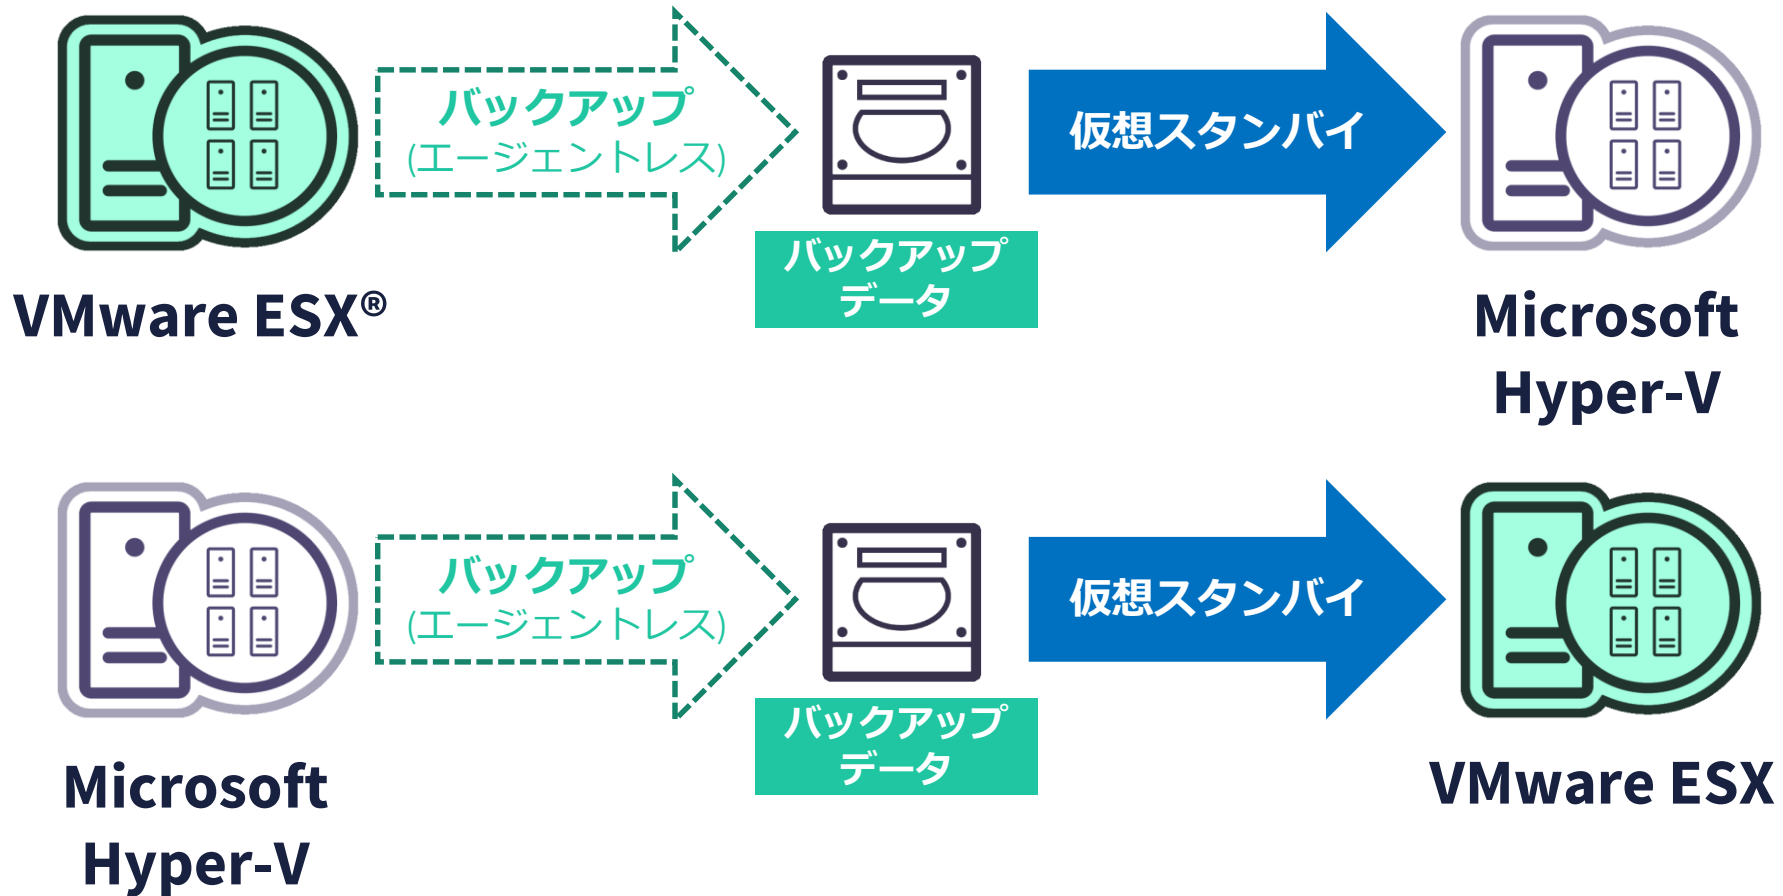 バックアップ
(エージェントレス)
仮想スタンバイ
バックアップ
データ
VMware ESX®
Microsoft
Hyper-V
バックアップ
(エージェントレス)
仮想スタンバイ
バックアップ
データ
Microsoft
Hyper-V
VMware ESX